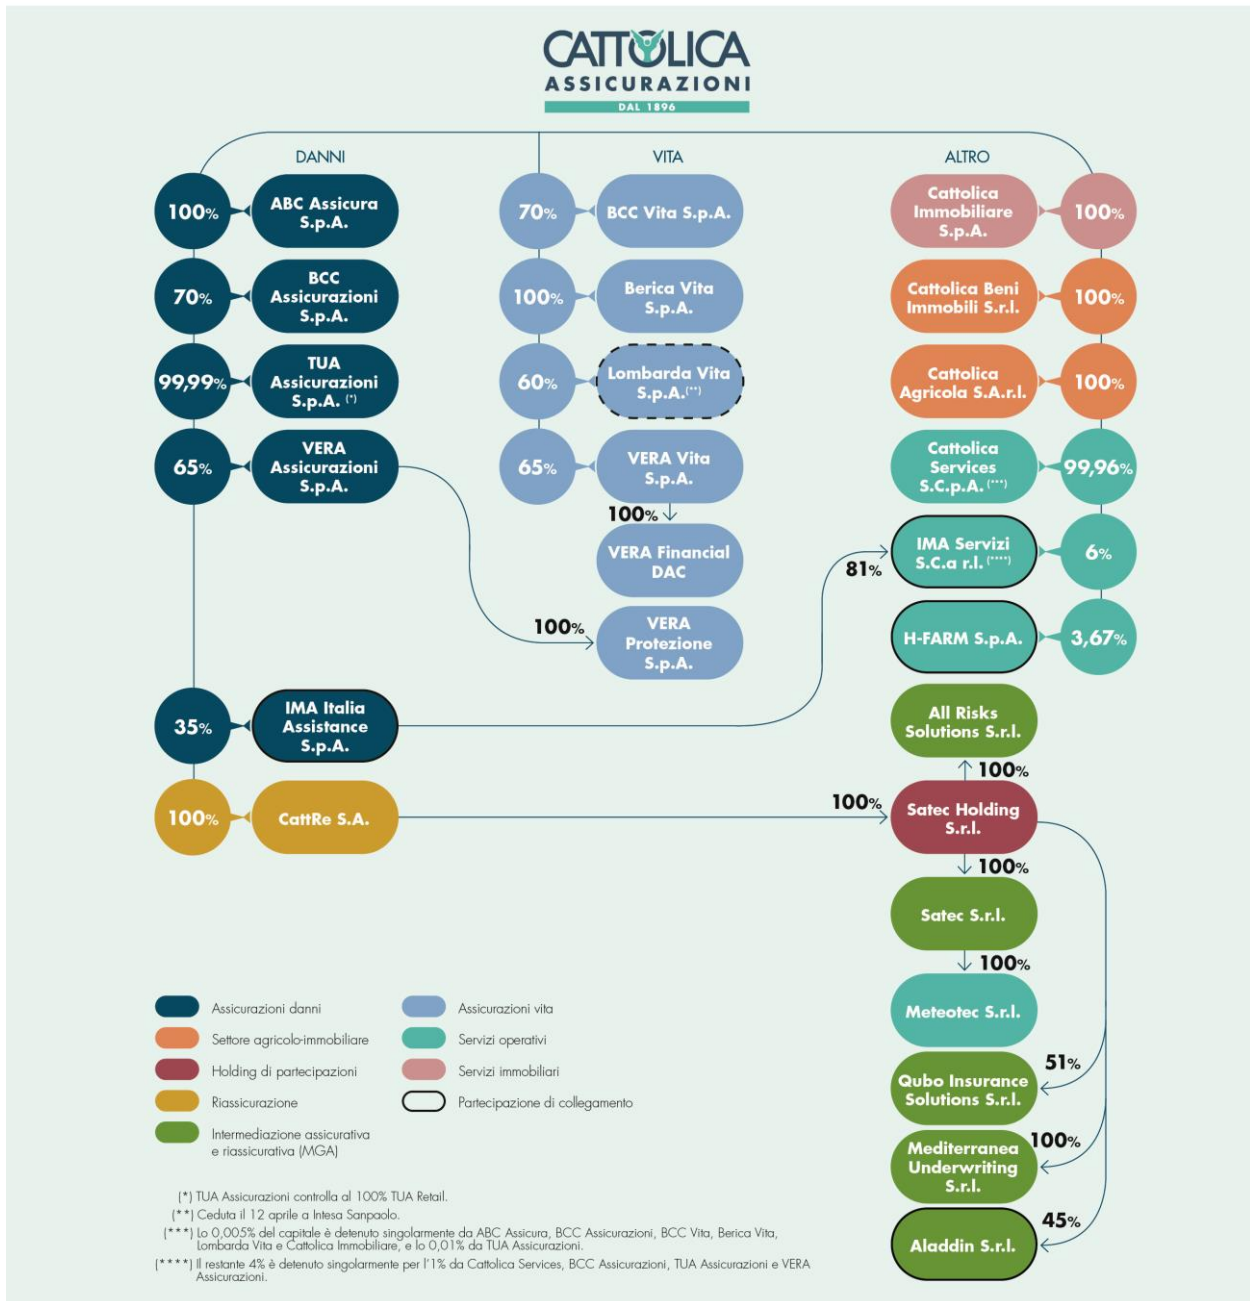 CATTOLICA
ASSICURAZIONI
DAL 1896
DANNI
100%
ABC Assicura
S.p.A.
70%
BCC
Assicurazioni
S.p.A.
99,99%
TUA
Assicurazioni
S.p.A. (*)
65%
VERA
Assicurazioni
S.p.A.
35%
IMA Italia
Assistance
S.p.A.
100%
CattRe S.A.
VITA
70%
BCC Vita S.p.A.
100%
Berica Vita
S.p.A.
60%
Lombarda Vita
S.p.A.(**)
65%
VERA Vita
S.p.A.
100%
VERA Financial
DAC
100%
VERA
Protezione
S.p.A.
ALTRO
Cattolica
Immobiliare
S.p.A.
100%
Cattolica Beni
Immobili S.r.l.
100%
Cattolica
Agricola S.A.r.l.
100%
Cattolica
Services
S.C.p.A. (***)
99,96%
81%
IMA Servizi
S.C.a r.l. (****)
6%
H-FARM S.p.A.
3,67%
All Risks
Solutions S.r.l.
100%
100%
Satec Holding
S.r.l.
100%
Satec S.r.l.
100%
Meteotec S.r.l.
51%
Qubo Insurance
Solutions S.r.l.
100%
Mediterranea
Underwriting
S.r.l.
45%
Aladdin S.r.l.
Assicurazioni danni
Settore agricolo-immobiliare
Holding di partecipazioni
Riassicurazione
Intermediazione assicurativa
e riassicurativa (MGA)
Assicurazioni vita
Servizi operativi
Servizi immobiliari
Partecipazione di collegamento
(*) TUA Assicurazioni controlla al 100% TUA Retail.
(**) Ceduta il 12 aprile a Intesa Sanpaolo.
(***) Lo 0,005% del capitale è detenuto singolarmente da ABC Assicura, BCC Assicurazioni, BCC Vita, Berica Vita,
Lombarda Vita e Cattolica Immobiliare, e lo 0,01% da TUA Assicurazioni.
(****) Il restante 4% è detenuto singolarmente per l'1% da Cattolica Services, BCC Assicurazioni, TUA Assicurazioni e VERA
Assicurazioni.